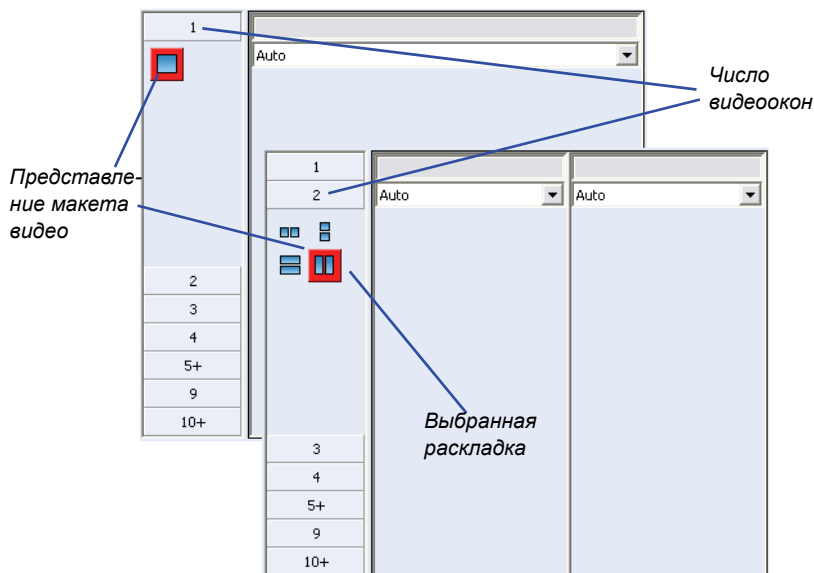 1
Auto
Число
видеоокон
Представле-
ние макета
видео
2
3
4
5+
9
10+
1
2
Auto
Auto
Выбранная
раскладка
3
4
5+
9
10+